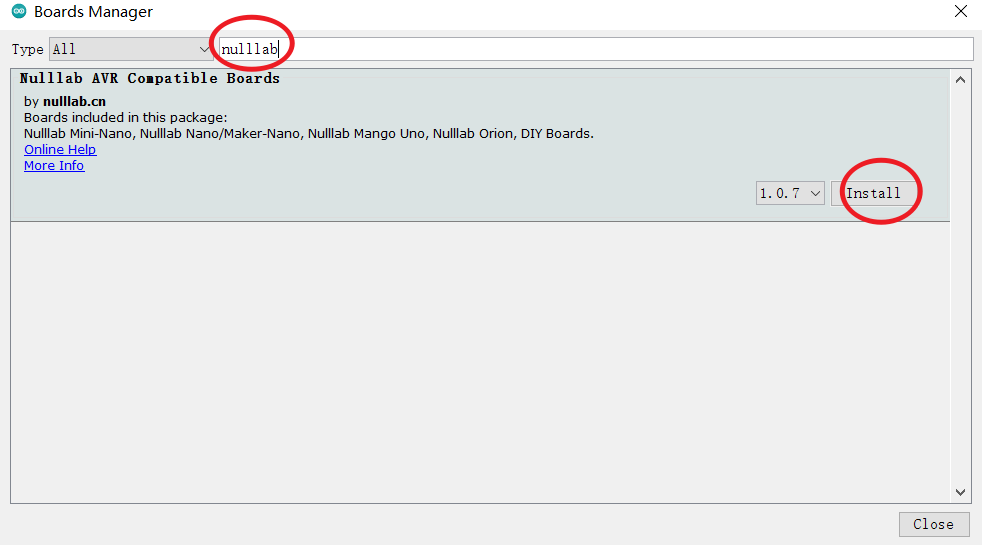 Boards Manager
Type All nulllab
Nulllab AVR Compatible Boards
by nulllab.cn
Boards included in this package:
Nulllab Mini-Nano, Nulllab Nano/Maker-Nano, Nulllab Mango Uno, Nulllab Orion, DIY Boards.
Online Help
More Info
1.0.7 Install
Close